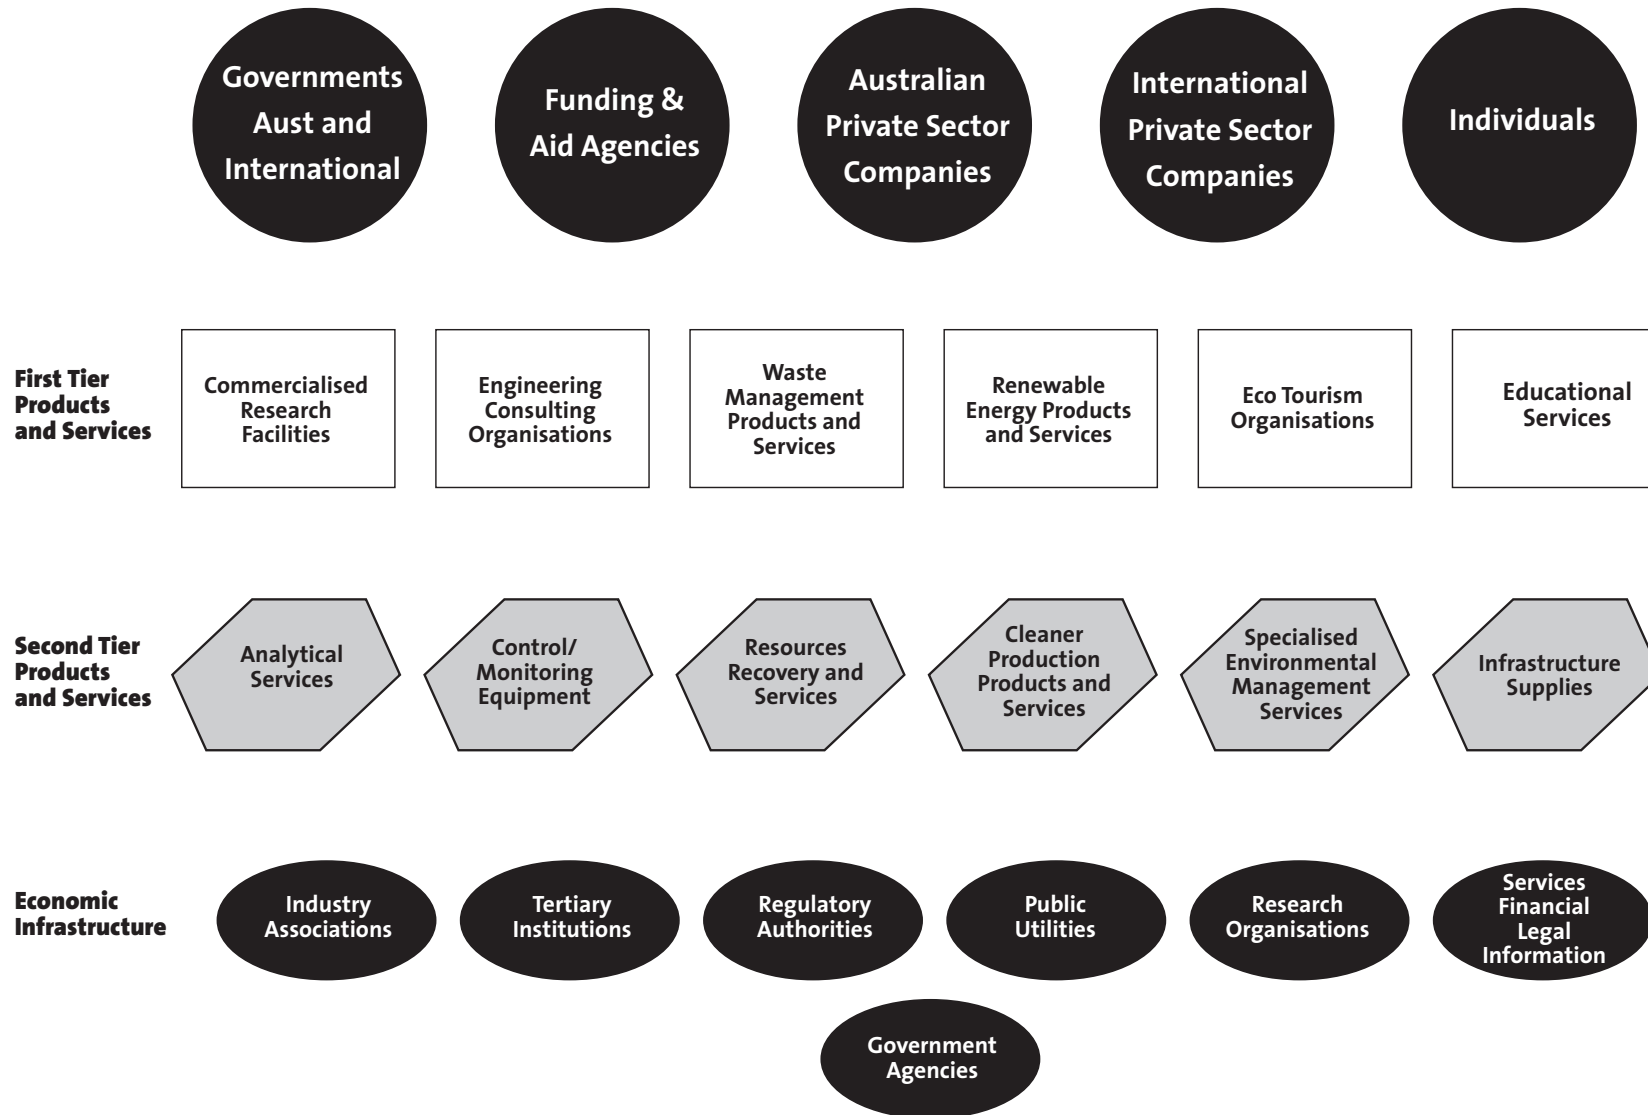 Governments
Aust and
International
Funding &
Aid Agencies
Australian
Private Sector
Companies
International
Private Sector
Companies
Individuals
First Tier
Products
and Services
Commercialised
Research
Facilities
Engineering
Consulting
Organisations
Waste
Management
Products and
Services
Renewable
Energy Products
and Services
Eco Tourism
Organisations
Educational
Services
Second Tier
Products
and Services
Analytical
Services
Control/
Monitoring
Equipment
Resources
Recovery and
Services
Cleaner
Production
Products and
Services
Specialised
Environmental
Management
Services
Infrastructure
Supplies
Economic
Infrastructure
Industry
Associations
Tertiary
Institutions
Regulatory
Authorities
Public
Utilities
Research
Organisations
Services
Financial
Legal
Information
Government
Agencies